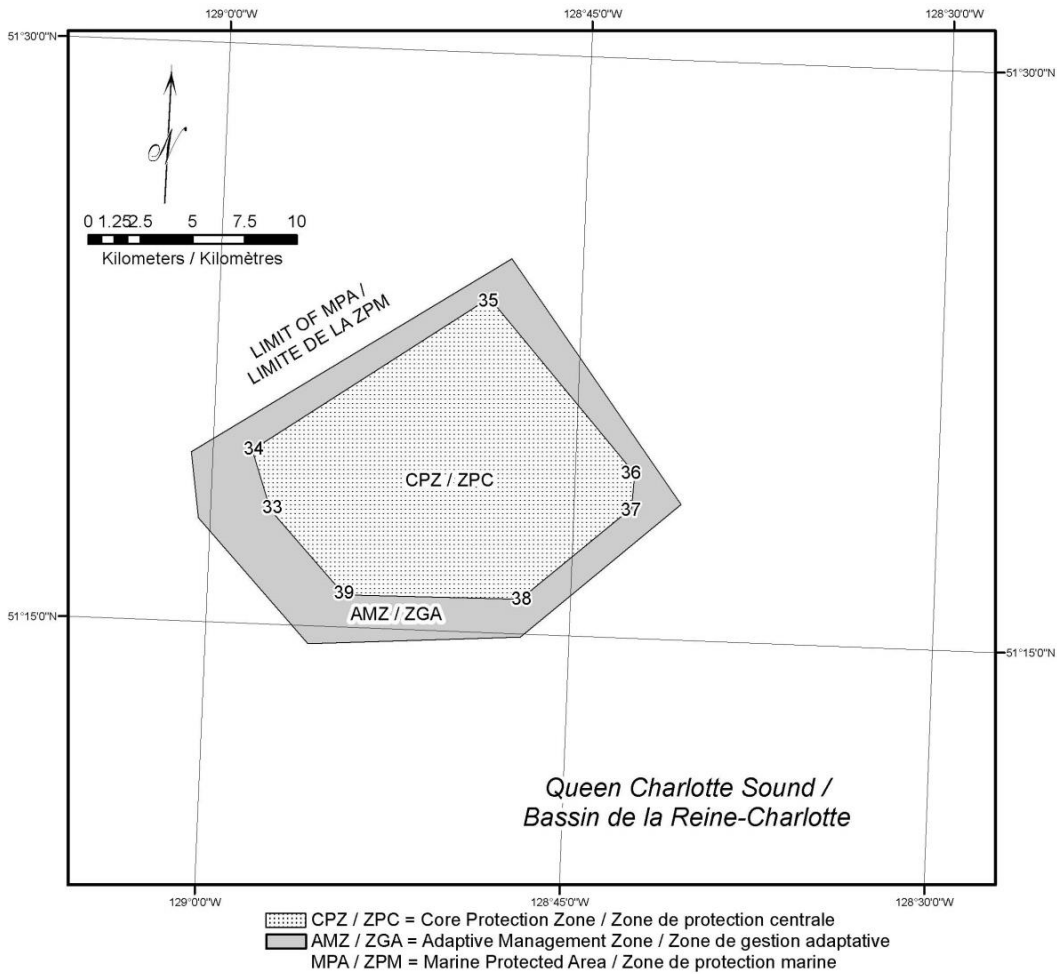 129°0'0"W
128°45'0"W
128°30'0"W
51°30'0"N
51°30'0"N
N
0 1.25 2.5 5 7.5 10
Kilometers / Kilomètres
LIMIT OF MPA /
LIMITE DE LA ZPM
35
34
36
CPZ / ZPC
33
37
39
38
AMZ / ZGA
51°15'0"N
51°15'0"N
Queen Charlotte Sound /
Bassin de la Reine-Charlotte
129°0'0"W
128°45'0"W
128°30'0"W
CPZ / ZPC = Core Protection Zone / Zone de protection centrale
AMZ / ZGA = Adaptive Management Zone / Zone de gestion adaptative
MPA / ZPM = Marine Protected Area / Zone de protection marine